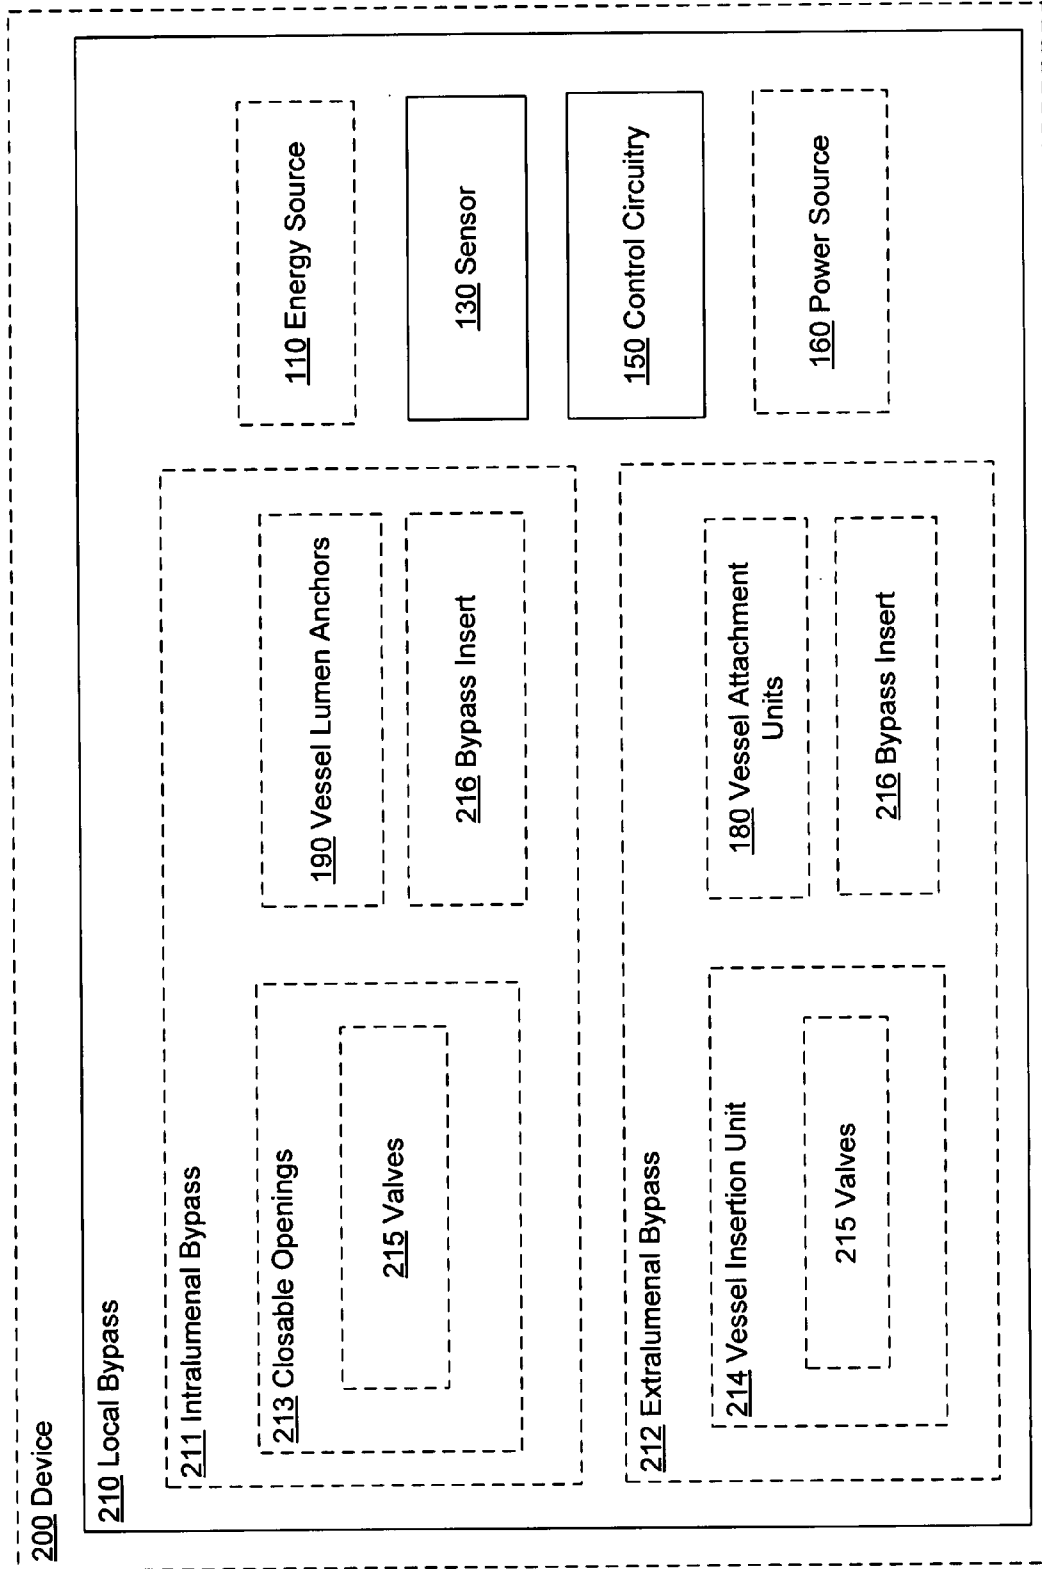 200 Device
210 Local Bypass
211 Intralumenal Bypass
213 Closable Openings
215 Valves
190 Vessel Lumen Anchors
216 Bypass Insert
212 Extralumenal Bypass
214 Vessel Insertion Unit
215 Valves
180 Vessel Attachment
Units
216 Bypass Insert
110 Energy Source
130 Sensor
150 Control Circuitry
160 Power Source